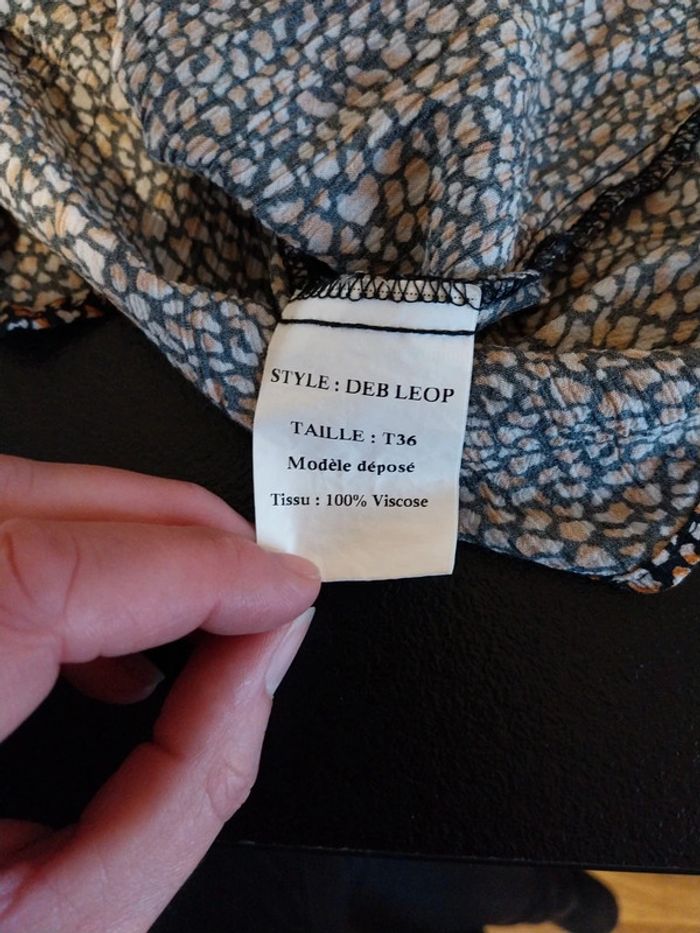 STYLE : DEB LEOP
TAILLE : T36
Modèle déposé
Tissu : 100% Viscose